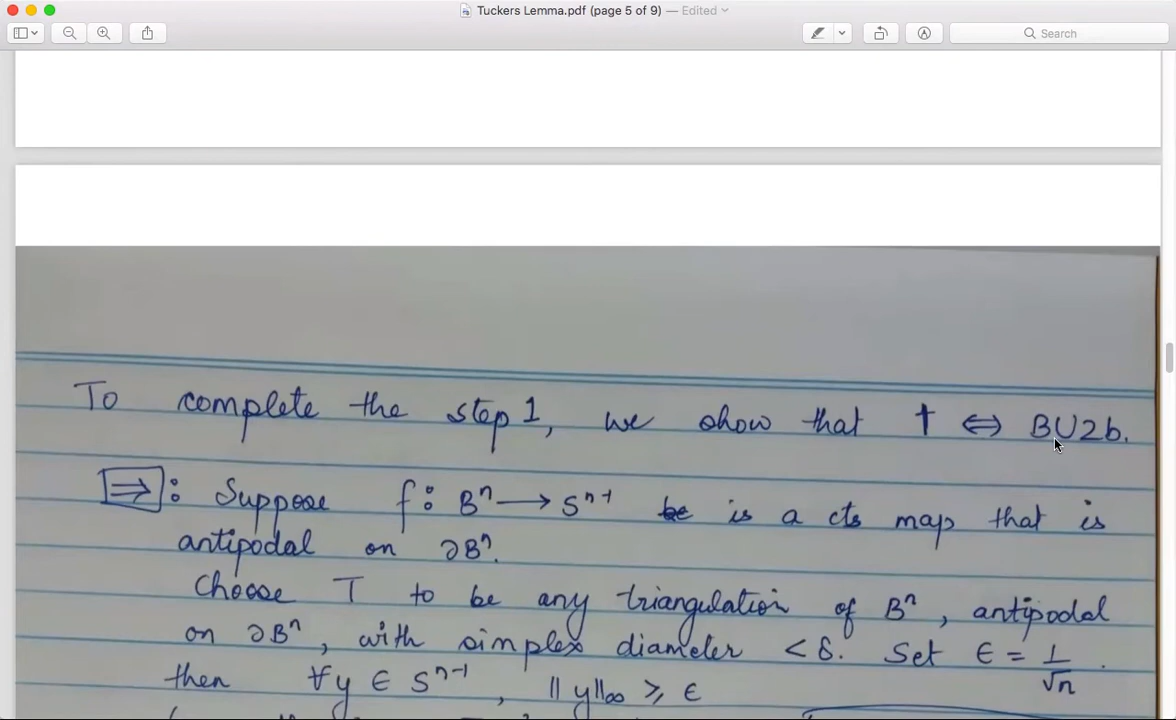 Tuckers Lemma.pdf (page 5 of 9) — Edited
Search
To complete the step 1, we show that † ⇔ BU2b.
⇒: Suppose f: Bⁿ → Sⁿ⁻¹ is a cts map that is
antipodal on ∂Bⁿ.
Choose T to be any triangulation of Bⁿ, antipodal
on ∂Bⁿ, with simplex diameter < δ. Set ϵ = 1/√n.
then ∀y ∈ Sⁿ⁻¹, ||y||∞ ⩾ ϵ